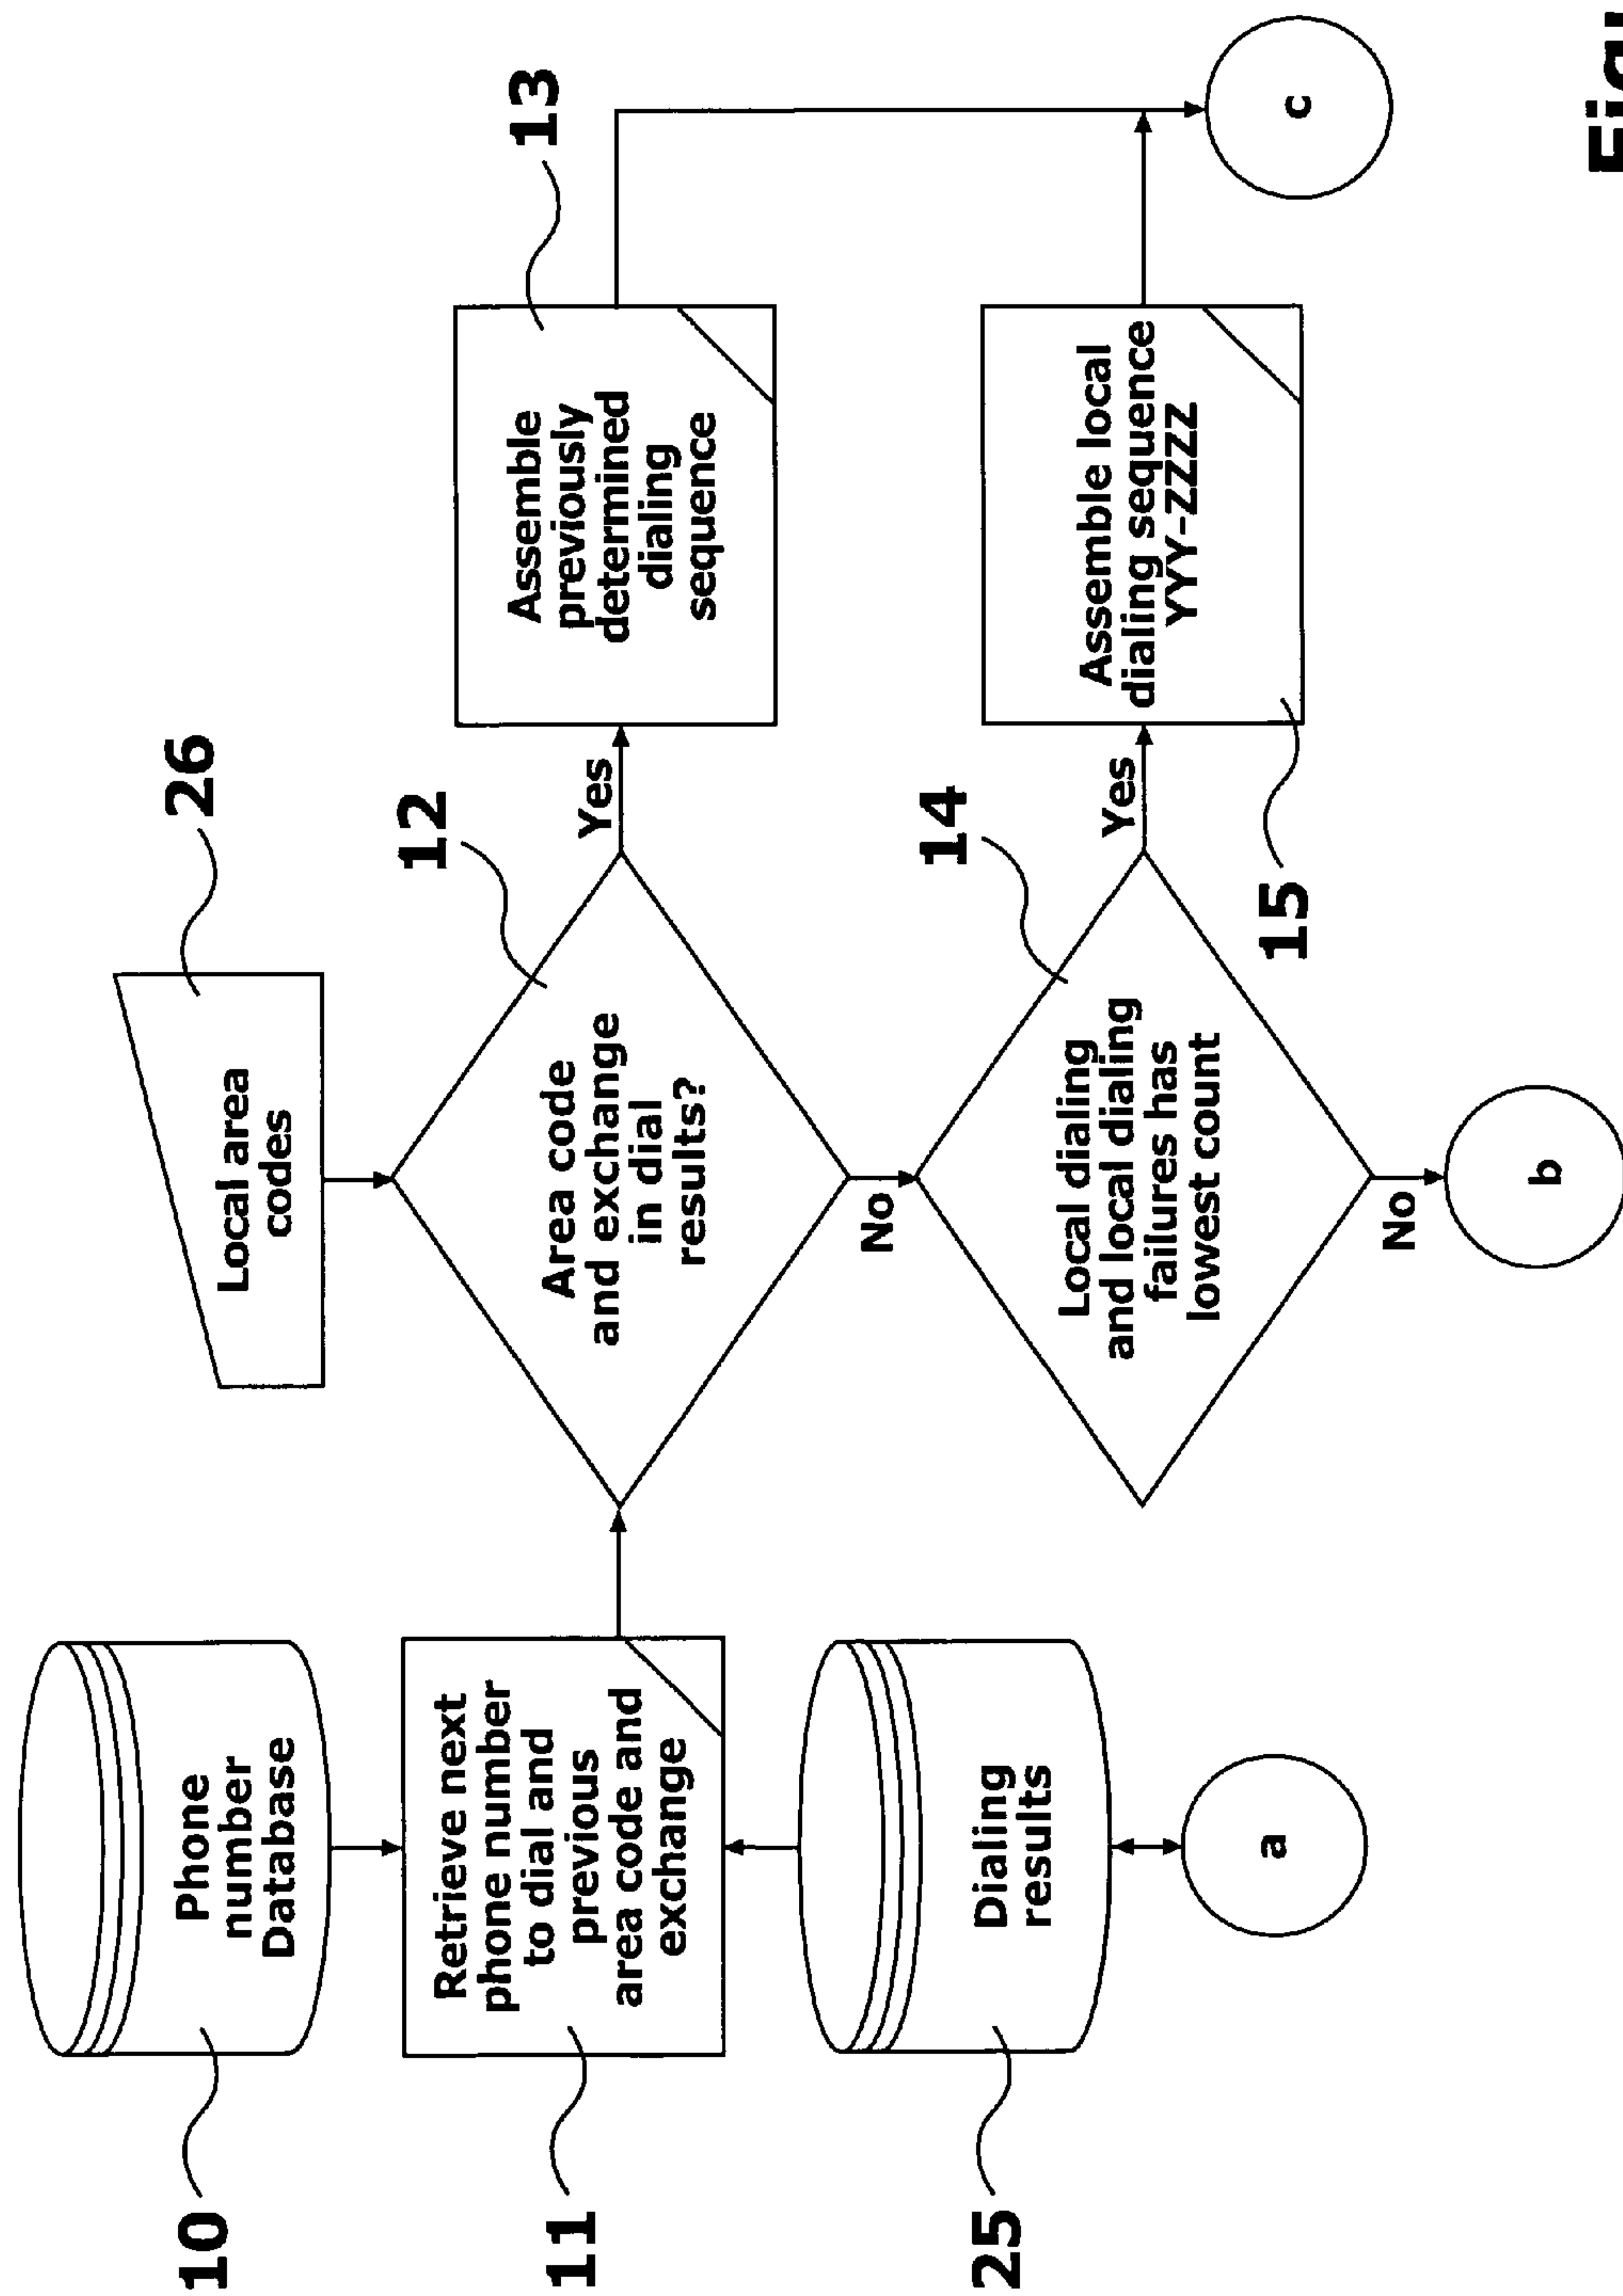 10
Phone
number
Database
11
Retrieve next
phone number
to dial and
previous
area code and
exchange
25
Dialing
results
a
26
Local area
codes
12
Area code
and exchange
in dial
results?
Yes
No
13
Assemble
previously
determined
dialing
sequence
14
Local dialing
and local dialing
failures has
lowest count
Yes
No
15
Assemble local
dialing sequence
YYY-ZZZZ
b
c